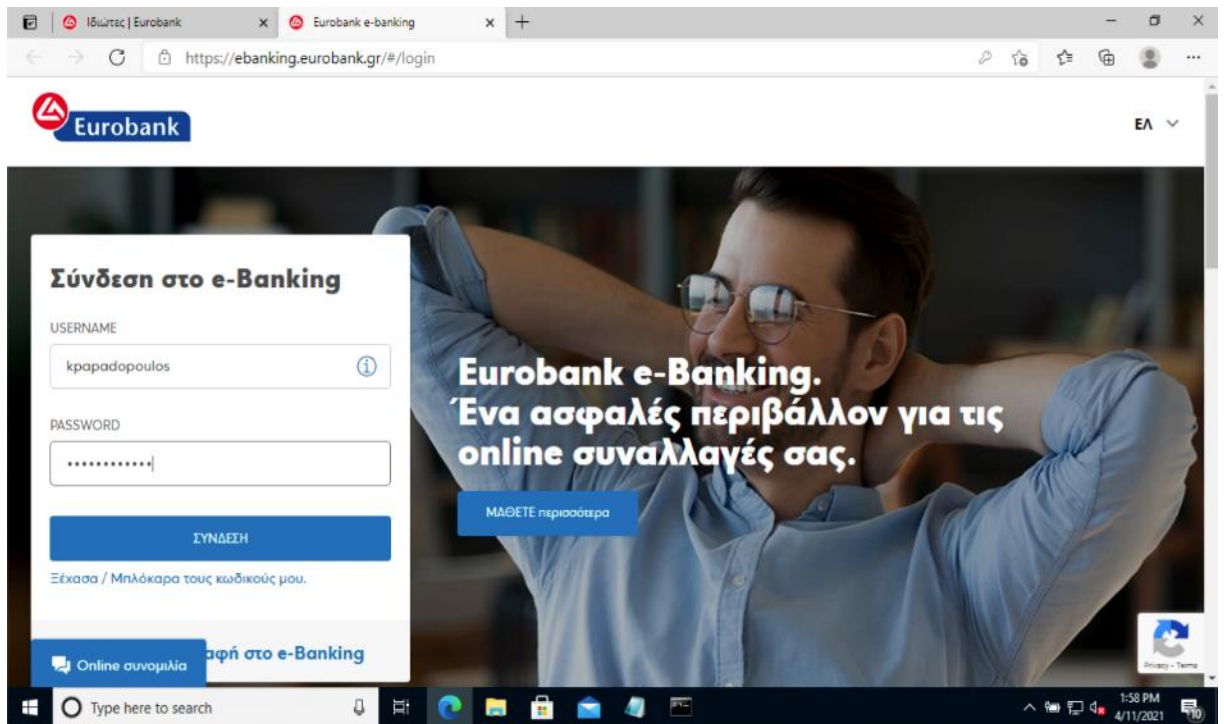 Ιδιώτες | Eurobank
Eurobank e-banking
https://ebanking.eurobank.gr/#/login
Eurobank
ΕΛ
Σύνδεση στο e-Banking
USERNAME
kpapadopoulos
PASSWORD
••••••••••••
ΣΥΝΔΕΣΗ
Ξέχασα / Μπλόκαρα τους κωδικούς μου.
αφή στο e-Banking
Online συνομιλία
Eurobank e-Banking.
Ένα ασφαλές περιβάλλον για τις
online συναλλαγές σας.
ΜΑΘΕΤΕ περισσότερα
Privacy - Terms
Type here to search
1:58 PM
4/11/2021